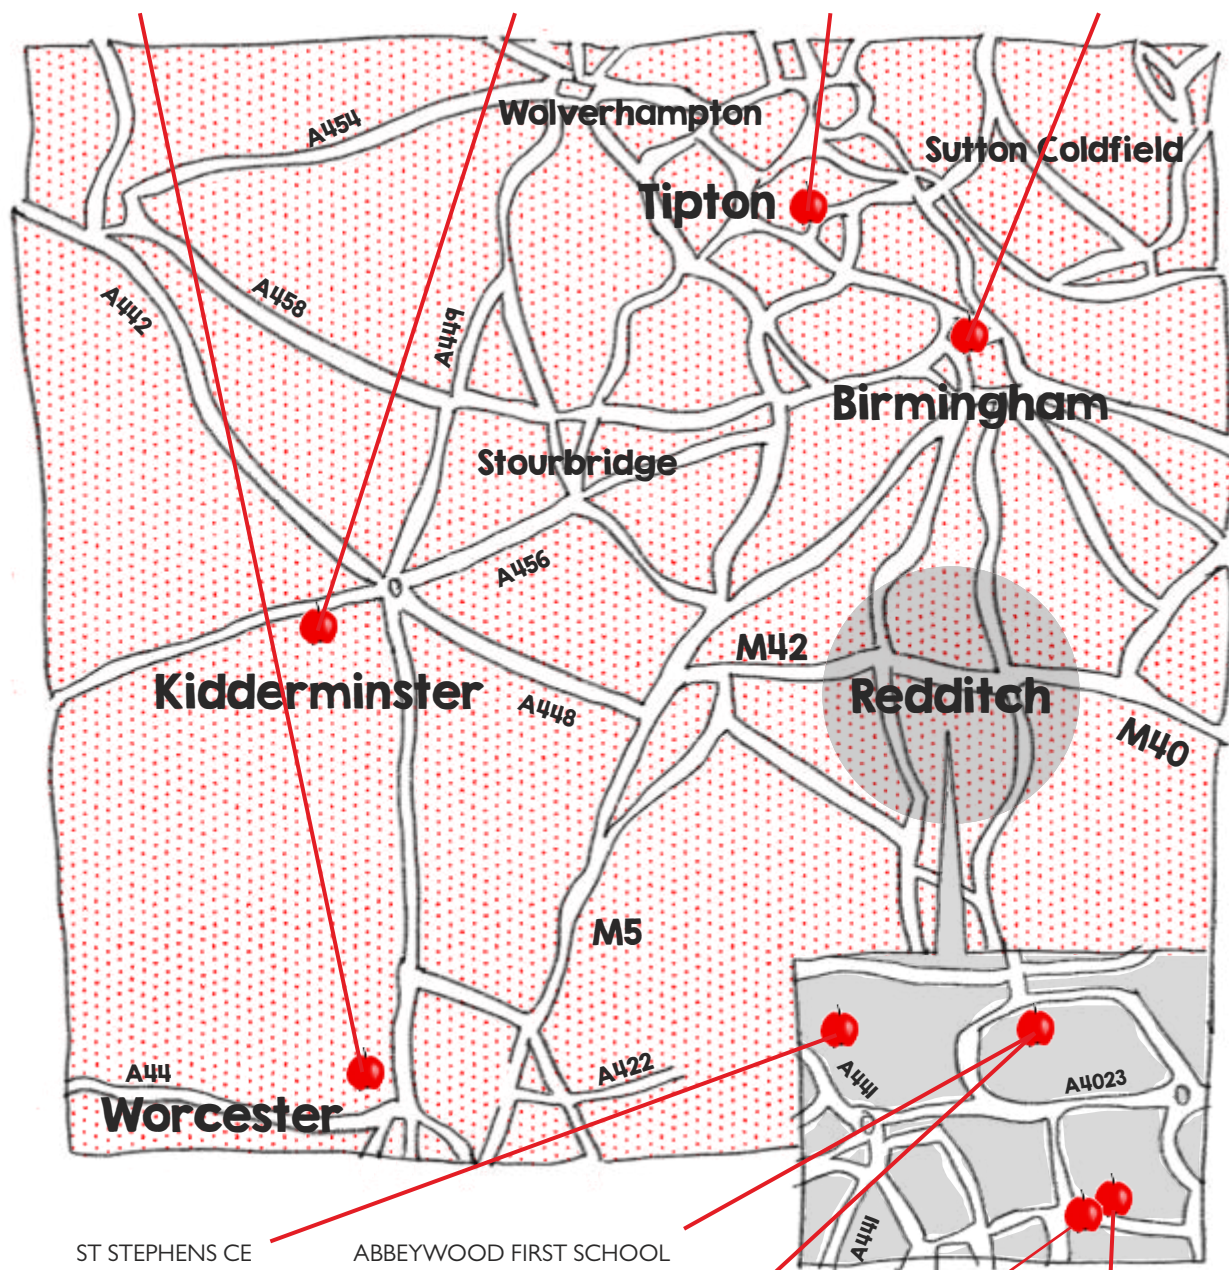 Wolverhampton
A454
Sutton Coldfield
Tipton
A442
A458
A449
Birmingham
Stourbridge
A456
M42
Kidderminster
Redditch
A448
M40
M5
A44
A422
A441
A4023
Worcester
A441
ST STEPHENS CE
ABBEYWOOD FIRST SCHOOL